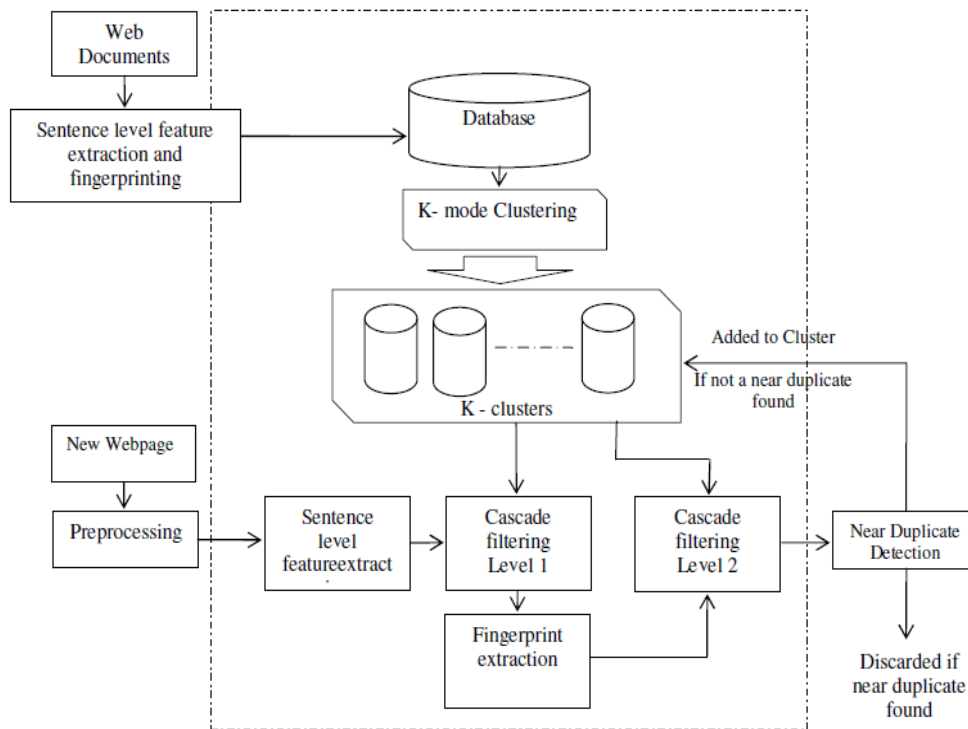 Web
Documents
Sentence level feature
extraction and
fingerprinting
Database
K- mode Clustering
K - clusters
Added to Cluster
If not a near duplicate
found
New Webpage
Preprocessing
Sentence
level
featureextract
Cascade
filtering
Level 1
Cascade
filtering
Level 2
Near Duplicate
Detection
Fingerprint
extraction
Discarded if
near duplicate
found